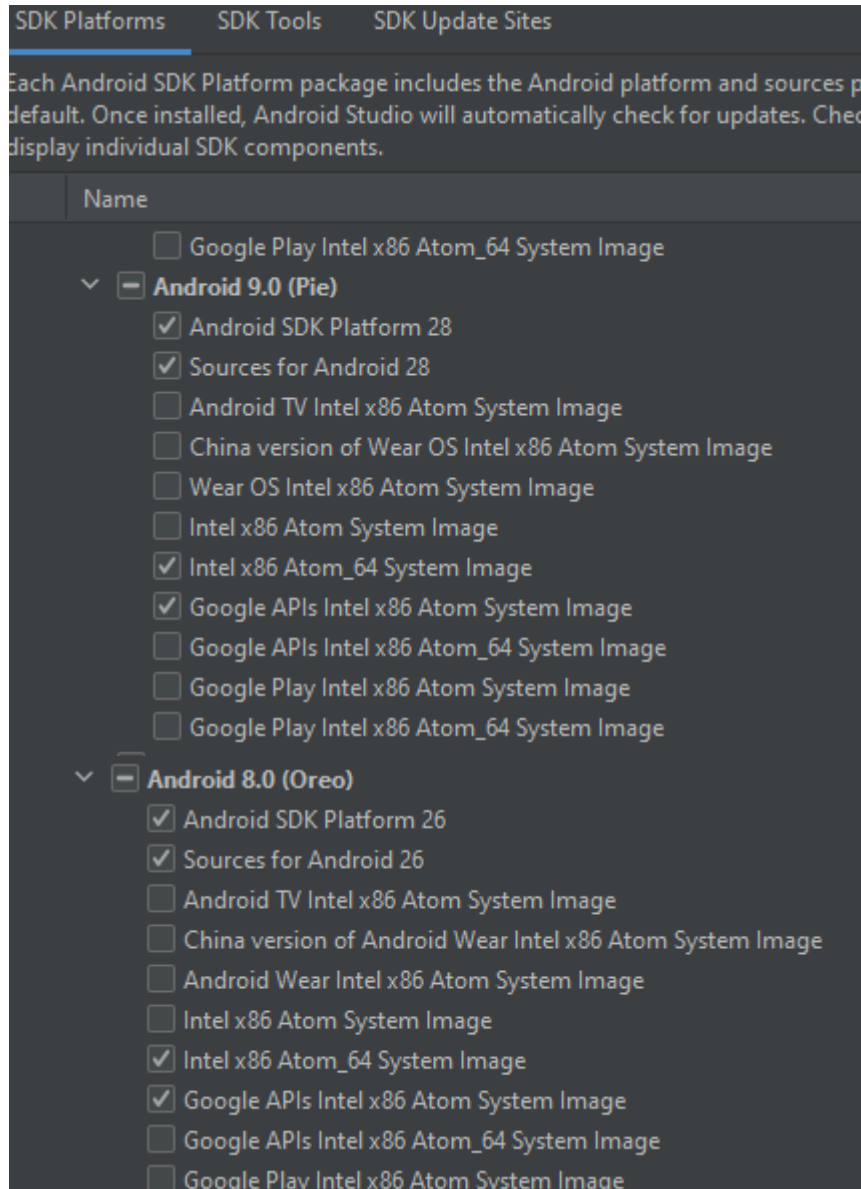 SDK Platforms SDK Tools SDK Update Sites
Each Android SDK Platform package includes the Android platform and sources p
default. Once installed, Android Studio will automatically check for updates. Chec
display individual SDK components.
Name
Google Play Intel x86 Atom_64 System Image
Android 9.0 (Pie)
Android SDK Platform 28
Sources for Android 28
Android TV Intel x86 Atom System Image
China version of Wear OS Intel x86 Atom System Image
Wear OS Intel x86 Atom System Image
Intel x86 Atom System Image
Intel x86 Atom_64 System Image
Google APIs Intel x86 Atom System Image
Google APIs Intel x86 Atom_64 System Image
Google Play Intel x86 Atom System Image
Google Play Intel x86 Atom_64 System Image
Android 8.0 (Oreo)
Android SDK Platform 26
Sources for Android 26
Android TV Intel x86 Atom System Image
China version of Android Wear Intel x86 Atom System Image
Android Wear Intel x86 Atom System Image
Intel x86 Atom System Image
Intel x86 Atom_64 System Image
Google APIs Intel x86 Atom System Image
Google APIs Intel x86 Atom_64 System Image
Google Play Intel x86 Atom System Image